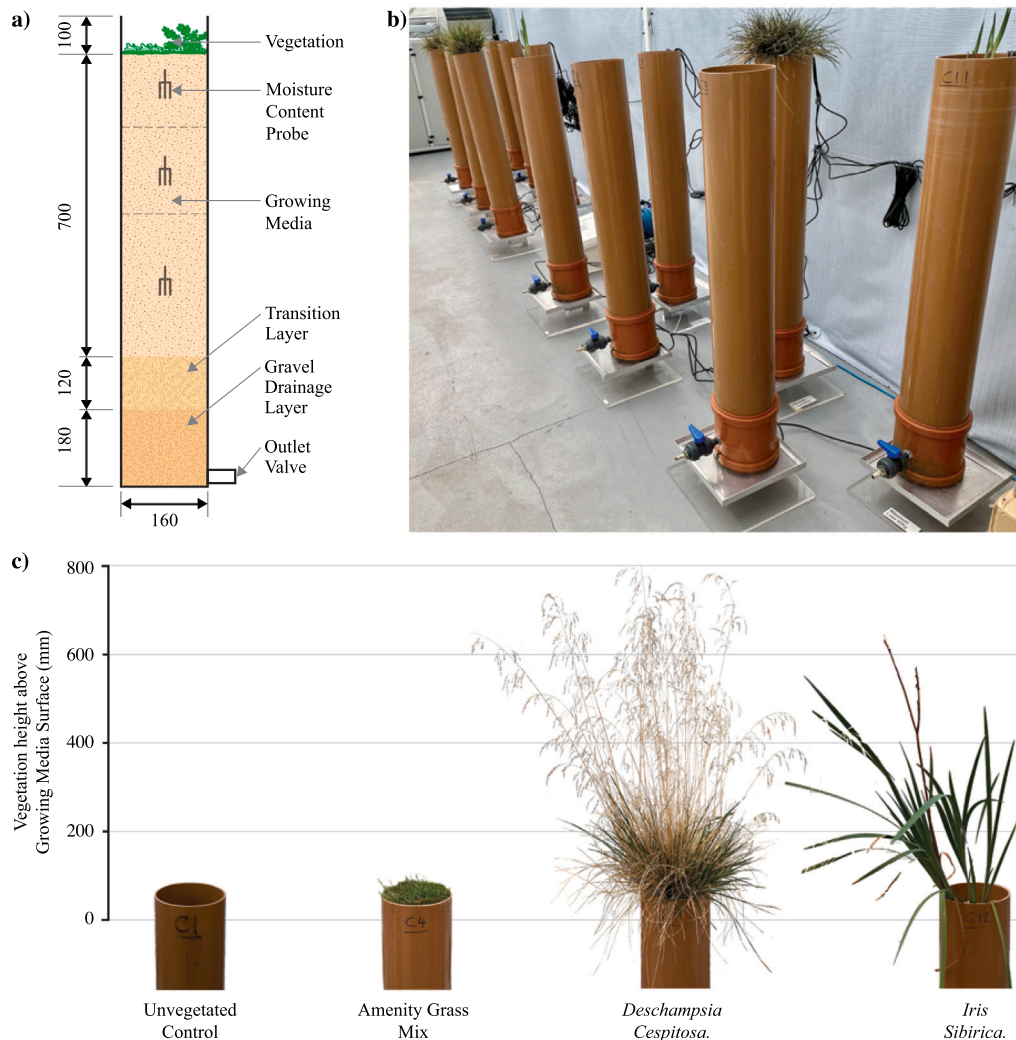 a)
100
Vegetation
Moisture
Content
Probe
700
Growing
Media
Transition
Layer
120
Gravel
Drainage
Layer
180
Outlet
Valve
160
b)
C11
c)
Vegetation height above
Growing Media Surface (mm)
800
600
400
200
0
C1
C4
C12
Unvegetated
Control
Amenity Grass
Mix
Deschampsia
Cespitosa.
Iris
Sibirica.